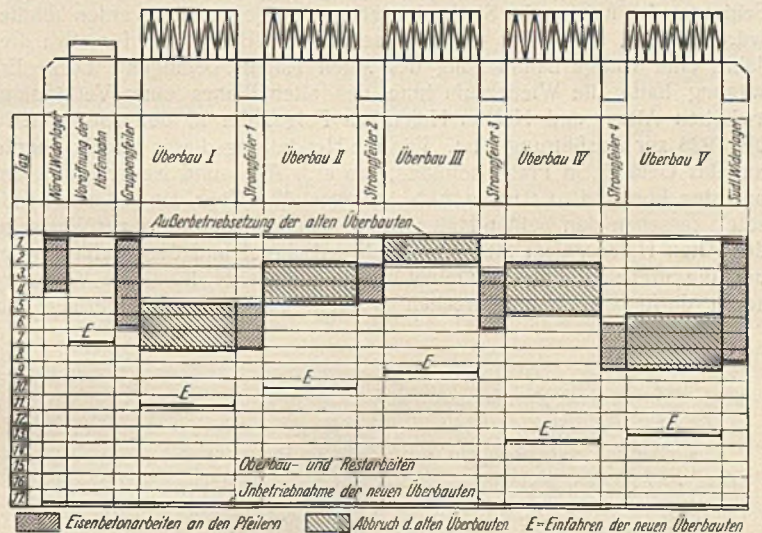 Tag
Nördl. Widerlager
Voröffnung der
Hafenbahn
Gruppenpfeiler
Überbau I
Strompfeiler 1
Überbau II
Strompfeiler 2
Überbau III
Strompfeiler 3
Überbau IV
Strompfeiler 4
Überbau V
Südl. Widerlager
Außerbetriebsetzung der alten Überbauten
1.
2.
3.
4.
5.
6.
7.
8.
9.
10.
11.
12.
13.
14.
15.
16.
17.
E
E
E
E
E
E
Oberbau- und Restarbeiten
Jnbetriebnahme der neuen Überbauten
Eisenbetonarbeiten an den Pfeilern
Abbruch d. alten Überbauten
E=Einfahren der neuen Überbauten